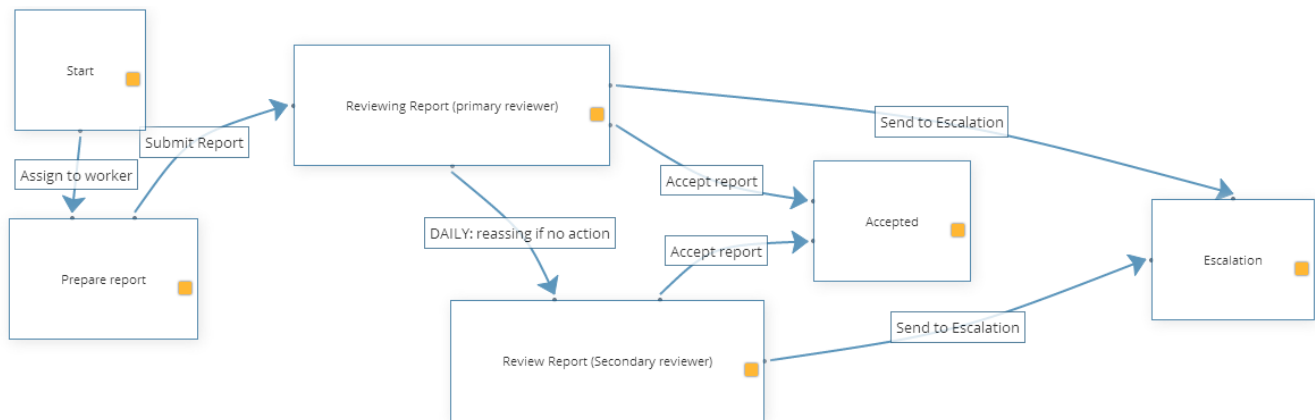 Start
Reviewing Report (primary reviewer)
Send to Escalation
Submit Report
Assign to worker
Accept report
DAILY: reassing if no action
Accepted
Accept report
Escalation
Prepare report
Send to Escalation
Review Report (Secondary reviewer)